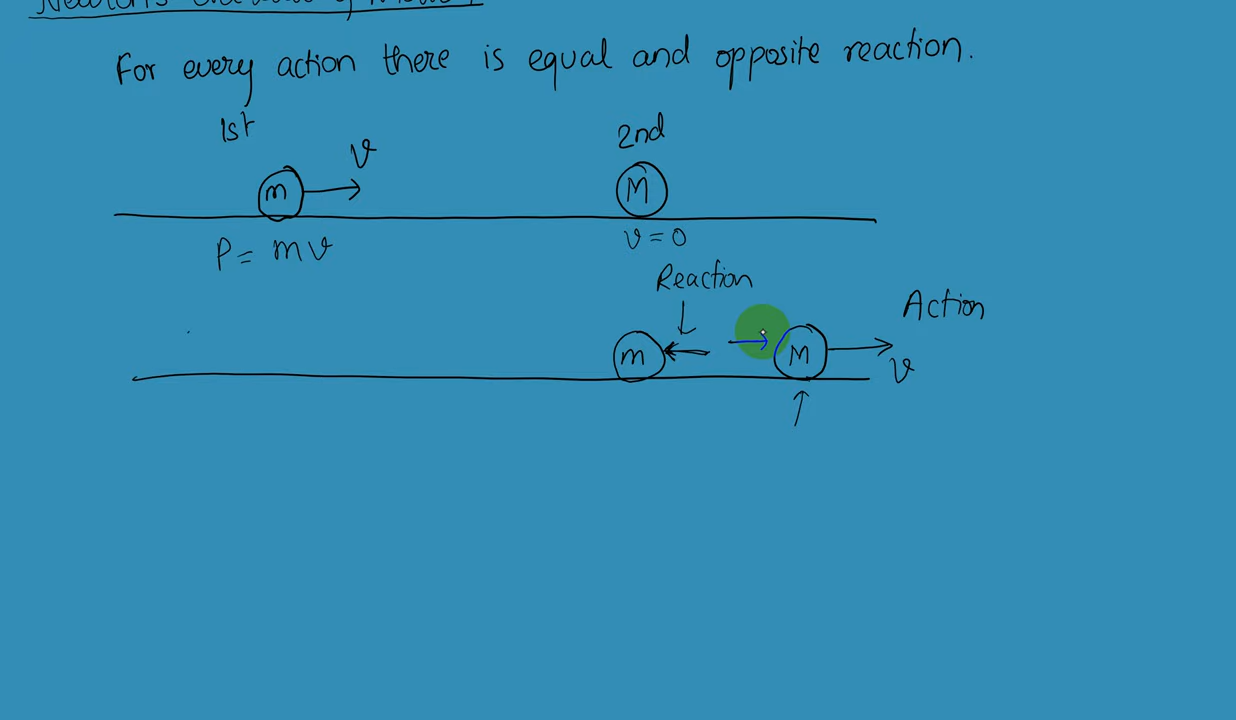 For every action there is equal and opposite reaction.
1st
2nd
v
m
M
P = mv
v = 0
Reaction
Action
m
M
v